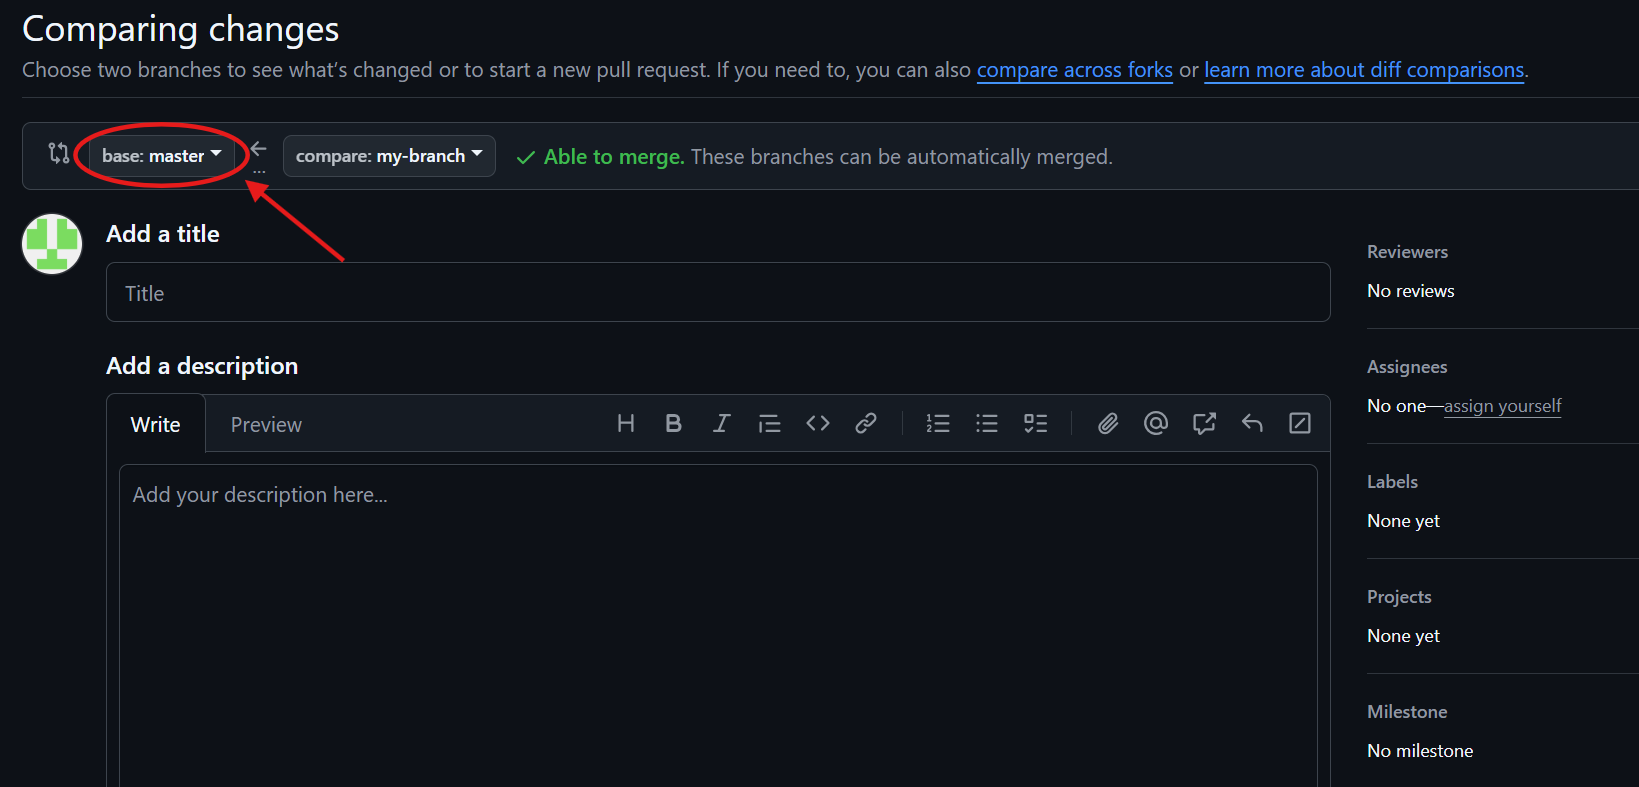 Comparing changes
Choose two branches to see what's changed or to start a new pull request. If you need to, you can also compare across forks or learn more about diff comparisons.
base: master
...
compare: my-branch
Able to merge. These branches can be automatically merged.
Add a title
Title
Add a description
Write
Preview
Add your description here...
Reviewers
No reviews
Assignees
No one—assign yourself
Labels
None yet
Projects
None yet
Milestone
No milestone